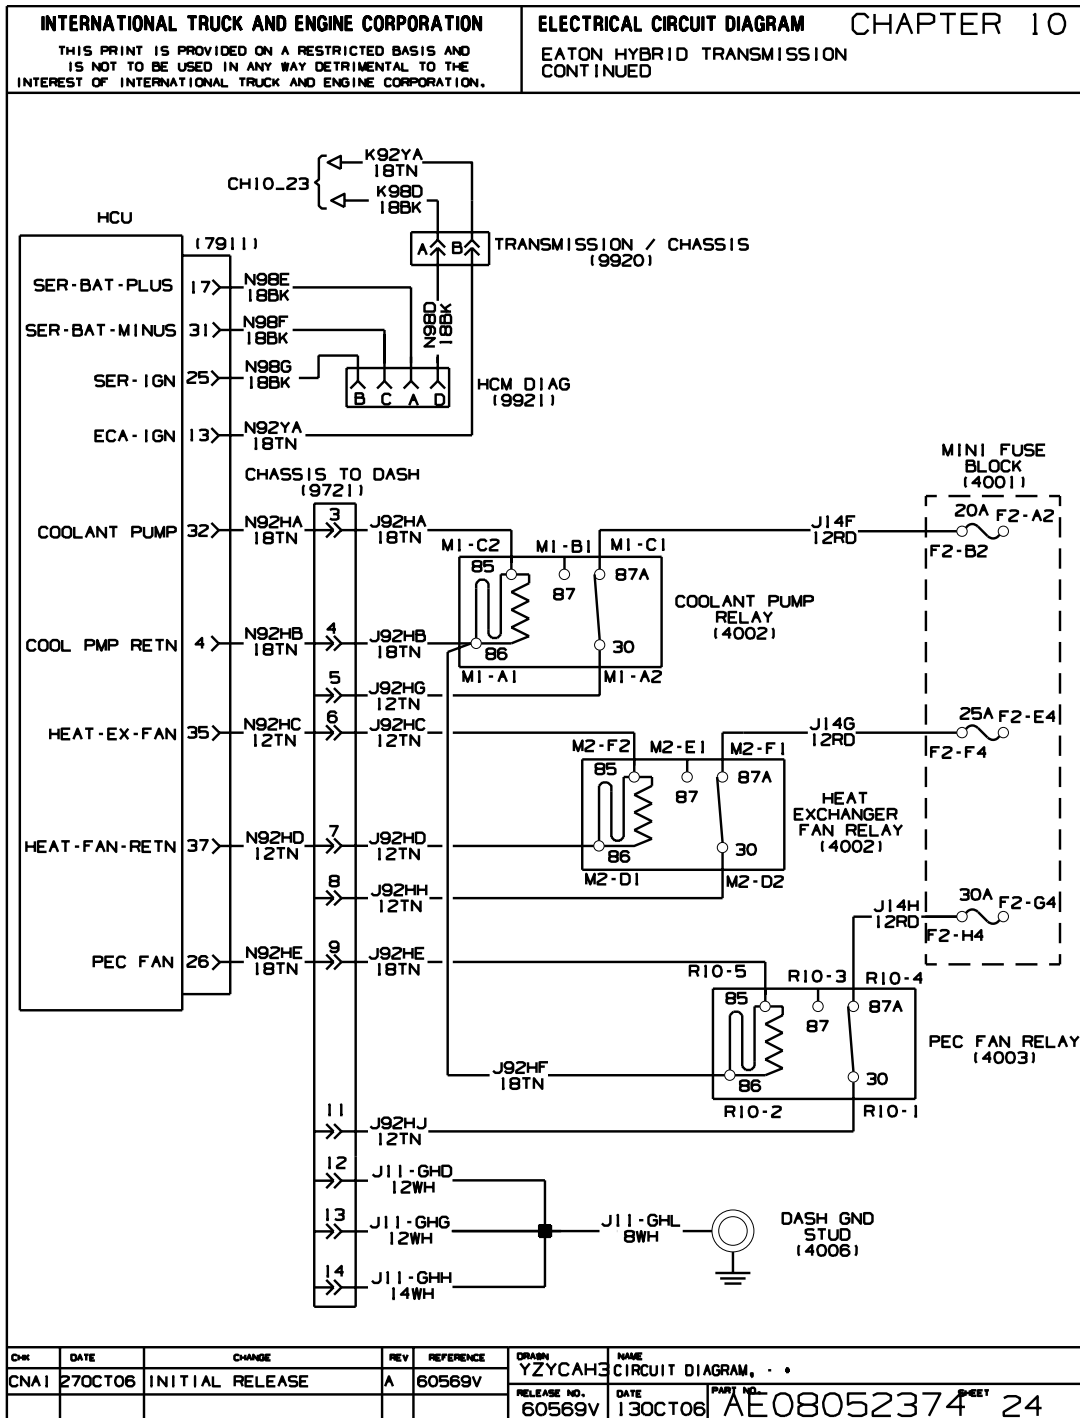 INTERNATIONAL TRUCK AND ENGINE CORPORATION
THIS PRINT IS PROVIDED ON A RESTRICTED BASIS AND
IS NOT TO BE USED IN ANY WAY DETRIMENTAL TO THE
INTEREST OF INTERNATIONAL TRUCK AND ENGINE CORPORATION.
ELECTRICAL CIRCUIT DIAGRAM CHAPTER 10
EATON HYBRID TRANSMISSION
CONTINUED
K92YA
18TN
CH10_23
K98D
18BK
HCU
(7911)
A B TRANSMISSION / CHASSIS
(9920)
SER-BAT-PLUS 17 N98E
18BK
N98D
18BK
SER-BAT-MINUS 31 N98F
18BK
SER-IGN 25 N98G
18BK
B C A D
HCM DIAG
(9921)
ECA-IGN 13 N92YA
18TN
MINI FUSE
BLOCK
(4001)
CHASSIS TO DASH
(9721)
COOLANT PUMP 32 N92HA
18TN
3 J92HA
18TN
J14F
12RD
20A F2-A2
F2-B2
M1-C2 M1-B1 M1-C1
85 87 87A
86 30
COOLANT PUMP
RELAY
(4002)
COOL PMP RETN 4 N92HB
18TN
4 J92HB
18TN
M1-A1 M1-A2
5 J92HG
12TN
HEAT-EX-FAN 35 N92HC
12TN
6 J92HC
12TN
J14G
12RD
25A F2-E4
F2-F4
M2-F2 M2-E1 M2-F1
85 87 87A
86 30
HEAT
EXCHANGER
FAN RELAY
(4002)
HEAT-FAN-RETN 37 N92HD
12TN
7 J92HD
12TN
M2-D1 M2-D2
8 J92HH
12TN
J14H
12RD
30A F2-G4
F2-H4
PEC FAN 26 N92HE
18TN
9 J92HE
18TN
R10-5 R10-3 R10-4
85 87 87A
86 30
PEC FAN RELAY
(4003)
J92HF
18TN
R10-2 R10-1
11 J92HJ
12TN
12 J11-GHD
12WH
13 J11-GHG
12WH
J11-GHL
8WH
DASH GND
STUD
(4006)
14 J11-GHH
14WH
CHK DATE CHANGE REV REFERENCE
CNA1 27OCT06 INITIAL RELEASE A 60569V
DRAWN NAME
YZYCAH3 CIRCUIT DIAGRAM, - •
RELEASE NO. DATE PART NO. SHEET
60569V 13OCT06 AE08052374 24